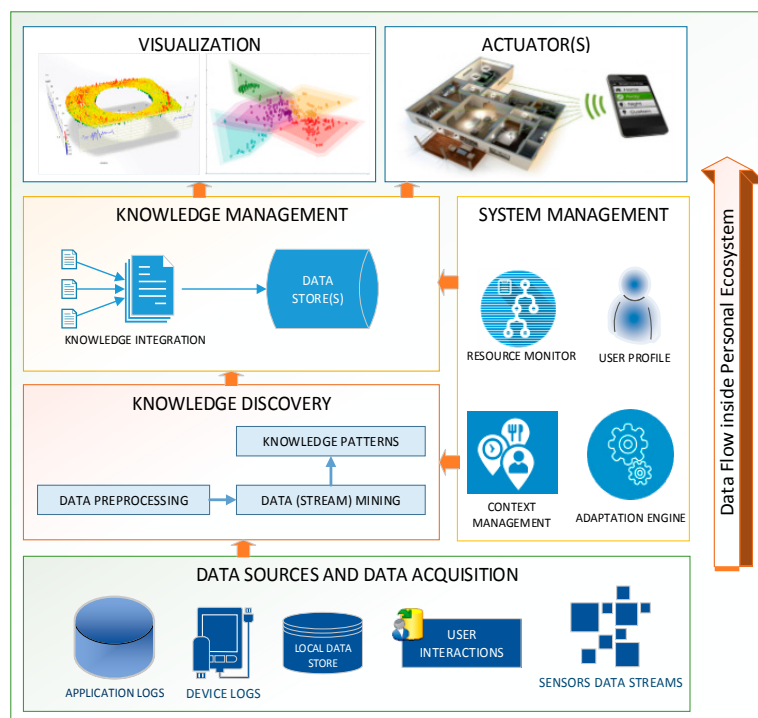 VISUALIZATION
ACTUATOR(S)
KNOWLEDGE MANAGEMENT
DATA
STORE(S)
KNOWLEDGE INTEGRATION
SYSTEM MANAGEMENT
RESOURCE MONITOR
USER PROFILE
CONTEXT
MANAGEMENT
ADAPTATION ENGINE
KNOWLEDGE DISCOVERY
KNOWLEDGE PATTERNS
DATA PREPROCESSING
DATA (STREAM) MINING
DATA SOURCES AND DATA ACQUISITION
APPLICATION LOGS
DEVICE LOGS
LOCAL DATA
STORE
USER
INTERACTIONS
SENSORS DATA STREAMS
Data Flow inside Personal Ecosystem